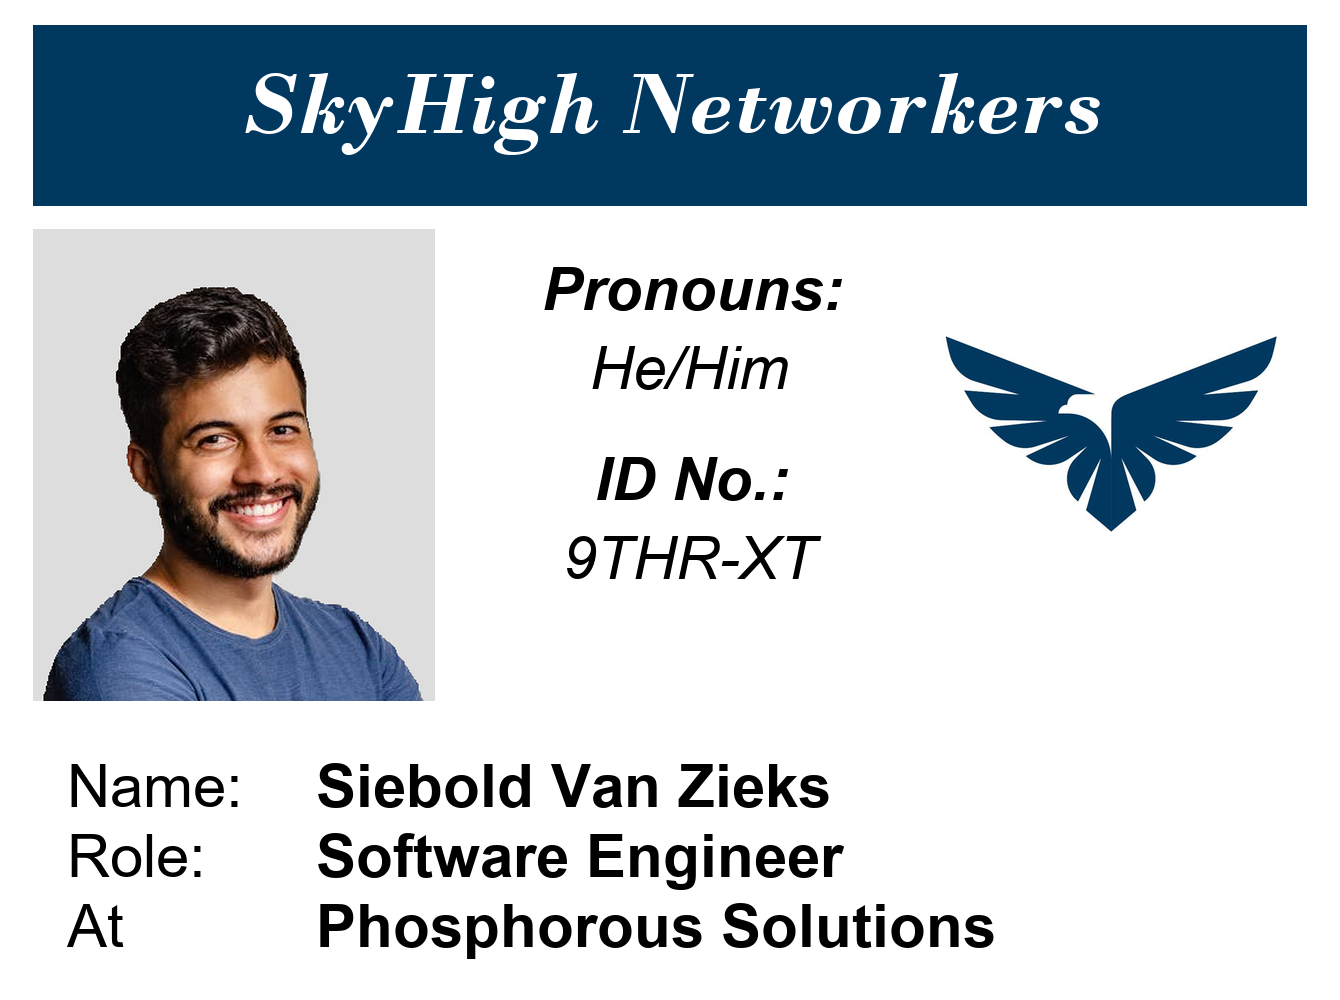 SkyHigh Networkers
Pronouns:
He/Him
ID No.:
9THR-XT
Name: Siebold Van Zieks
Role: Software Engineer
At Phosphorous Solutions